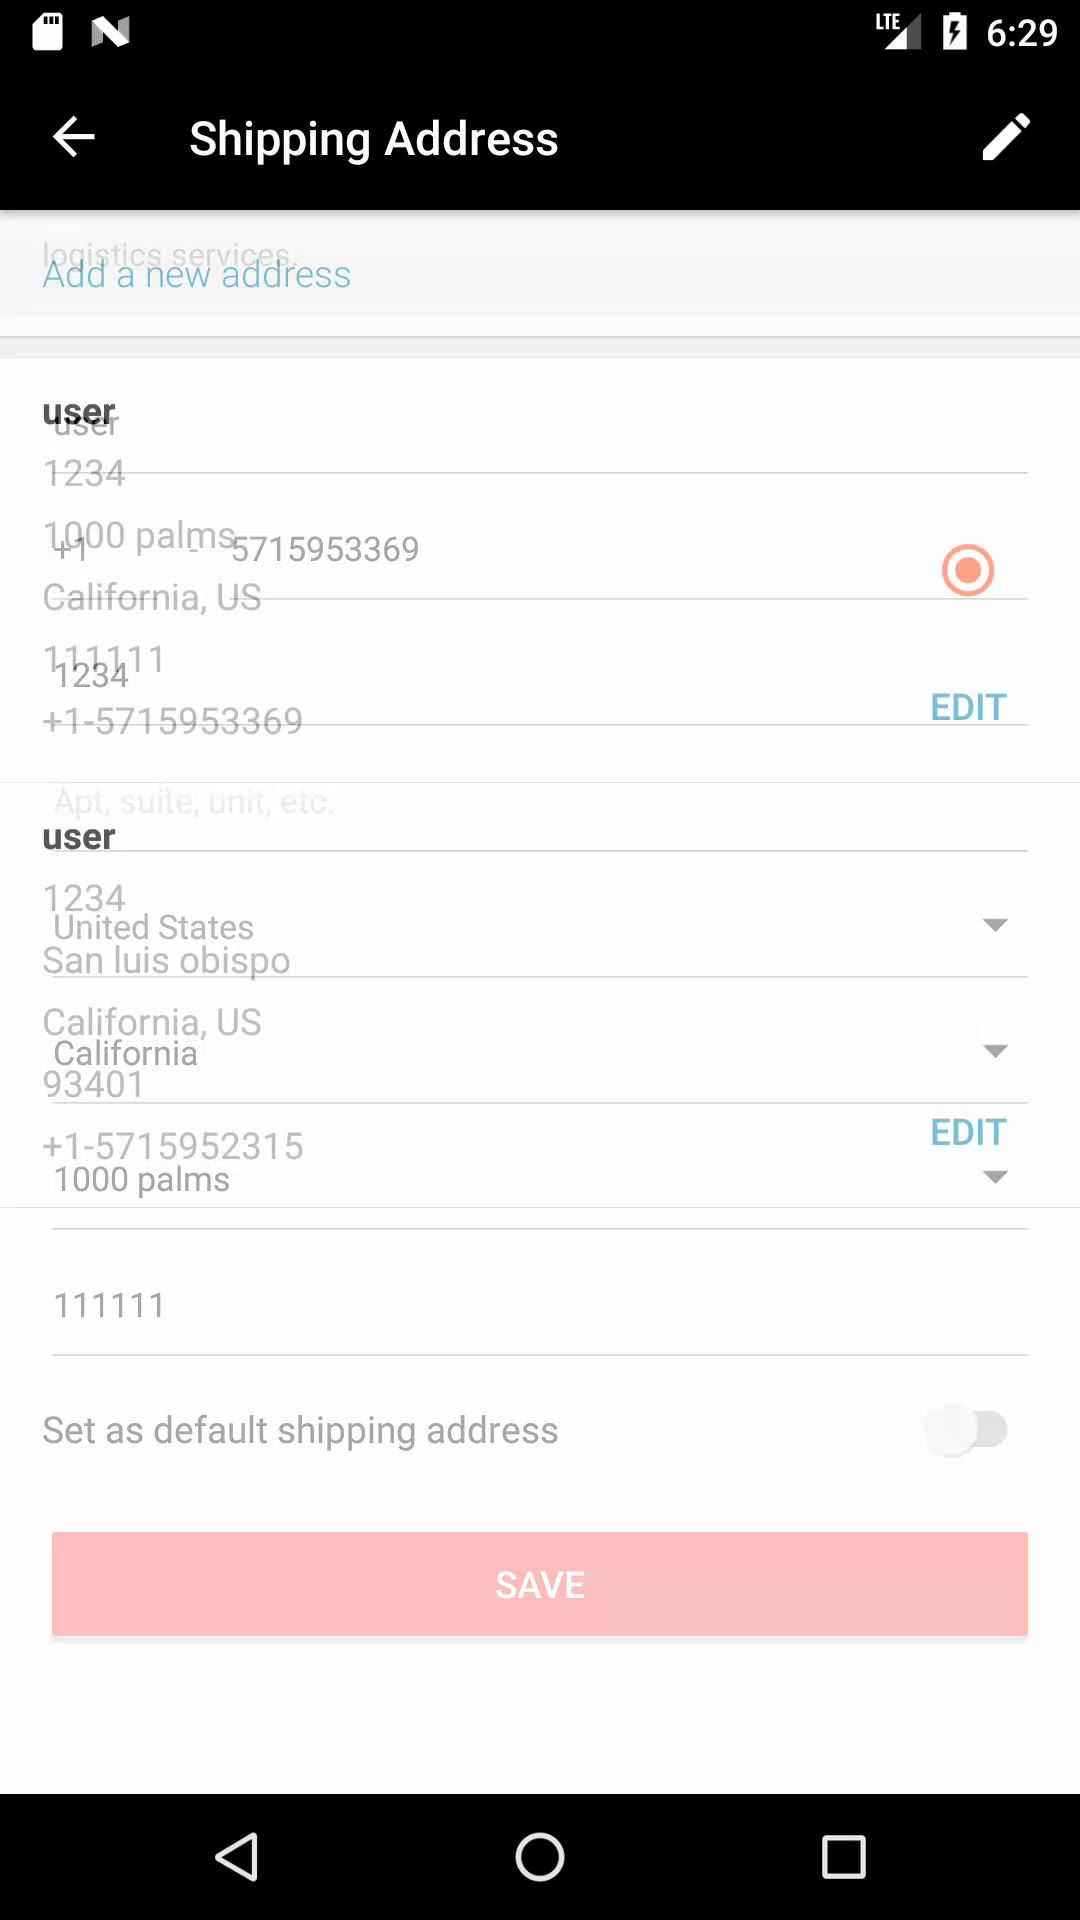 LTE 6:29
Shipping Address
logistics services.
Add a new address
user
user
1234
1000 palms
+1 - 5715953369
California, US
111111
1234
+1-5715953369
EDIT
Apt, suite, unit, etc.
user
1234
United States
San luis obispo
California, US
California
93401
+1-5715952315
EDIT
1000 palms
111111
Set as default shipping address
SAVE